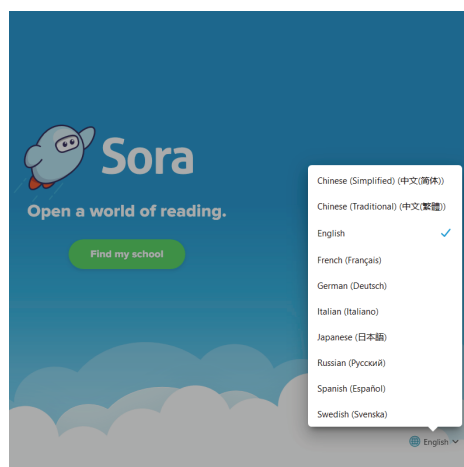 Sora
Open a world of reading.
Find my school
Chinese (Simplified) (中文(简体))
Chinese (Traditional) (中文(繁體))
English
French (Français)
German (Deutsch)
Italian (Italiano)
Japanese (日本語)
Russian (Русский)
Spanish (Español)
Swedish (Svenska)
English